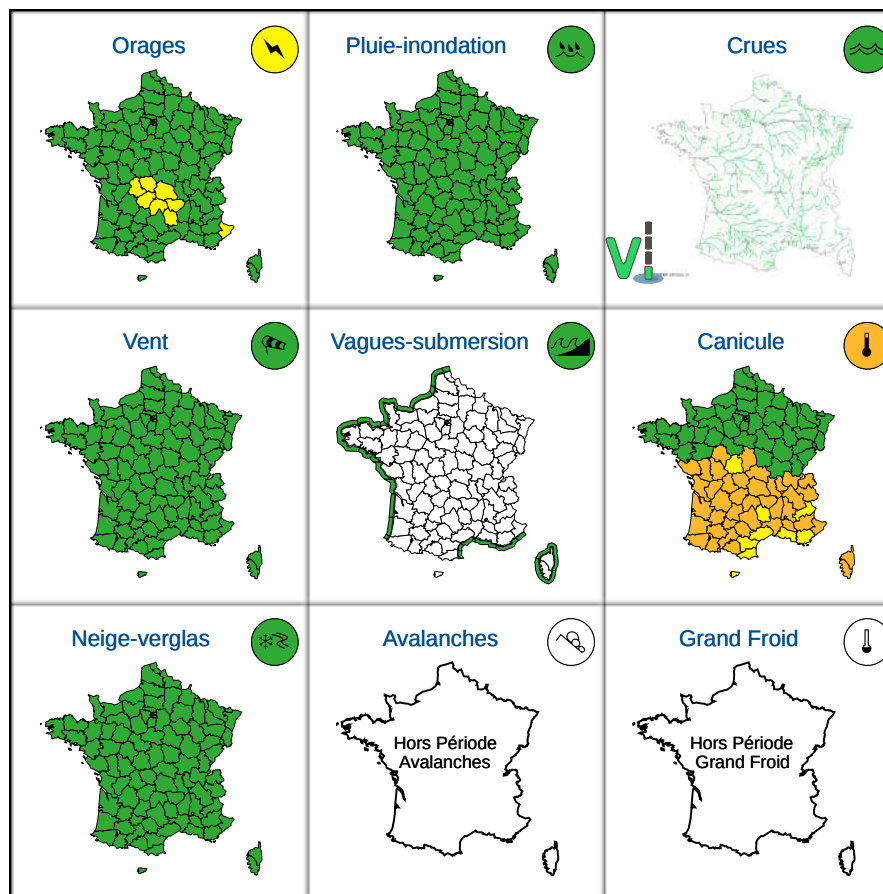 Orages
Pluie-inondation
Crues
Vent
Vagues-submersion
Canicule
Neige-verglas
Avalanches
Hors Période
Avalanches
Grand Froid
Hors Période
Grand Froid